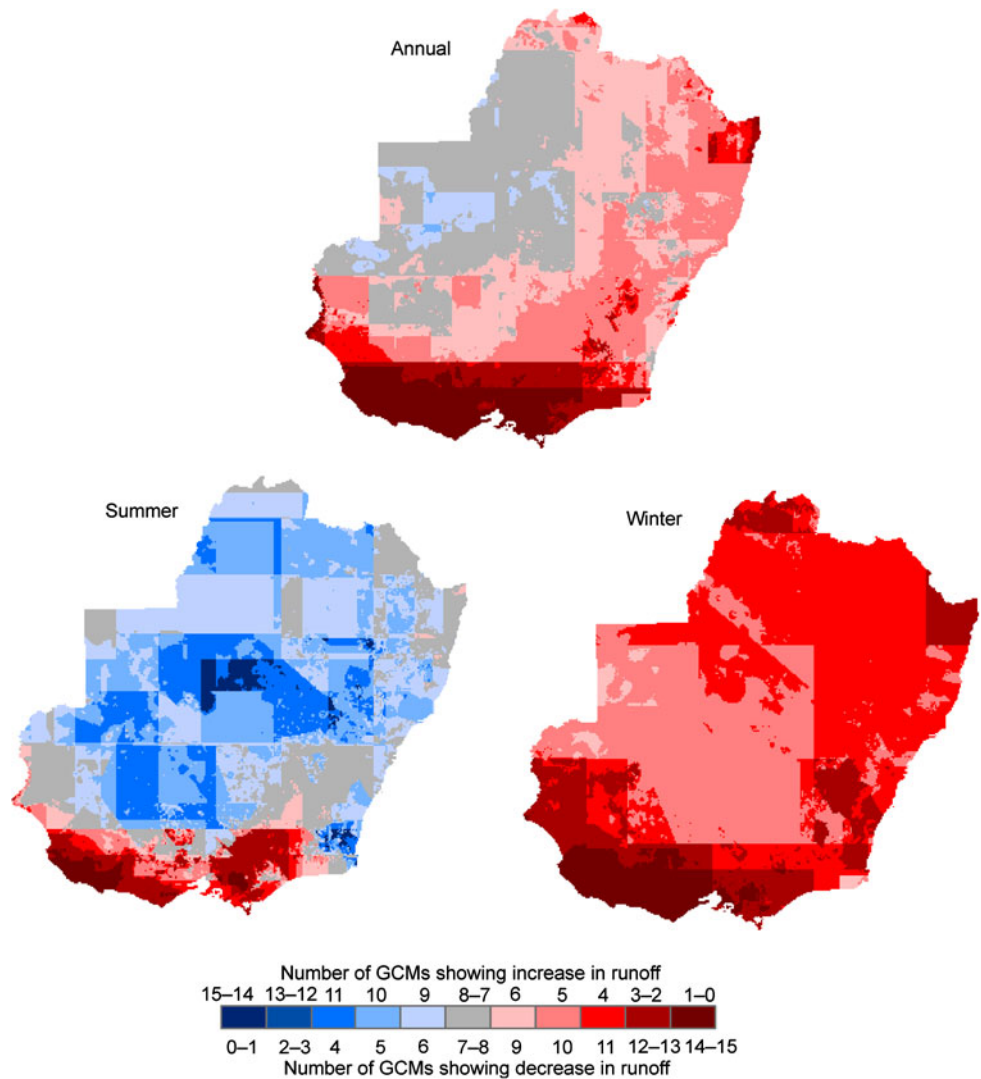 Annual
Summer
Winter
Number of GCMs showing increase in runoff
15–14 13–12 11 10 9 8–7 6 5 4 3–2 1–0
0–1 2–3 4 5 6 7–8 9 10 11 12–13 14–15
Number of GCMs showing decrease in runoff